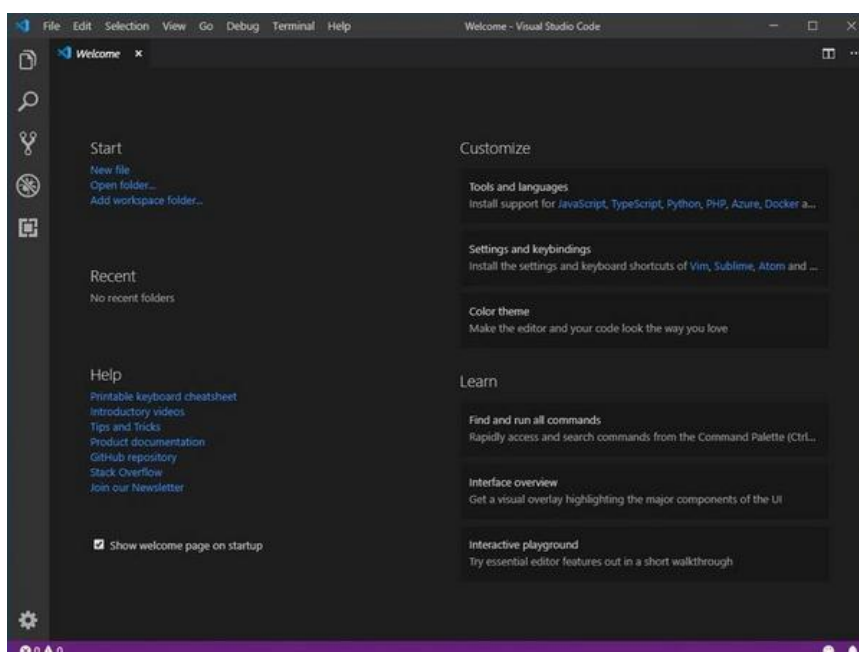 File Edit Selection View Go Debug Terminal Help
Welcome - Visual Studio Code
Welcome
Start
New file
Open folder...
Add workspace folder...
Recent
No recent folders
Help
Printable keyboard cheatsheet
Introductory videos
Tips and Tricks
Product documentation
GitHub repository
Stack Overflow
Join our Newsletter
Show welcome page on startup
Customize
Tools and languages
Install support for JavaScript, TypeScript, Python, PHP, Azure, Docker a...
Settings and keybindings
Install the settings and keyboard shortcuts of Vim, Sublime, Atom and ...
Color theme
Make the editor and your code look the way you love
Learn
Find and run all commands
Rapidly access and search commands from the Command Palette (Ctrl...
Interface overview
Get a visual overlay highlighting the major components of the UI
Interactive playground
Try essential editor features out in a short walkthrough
0 0